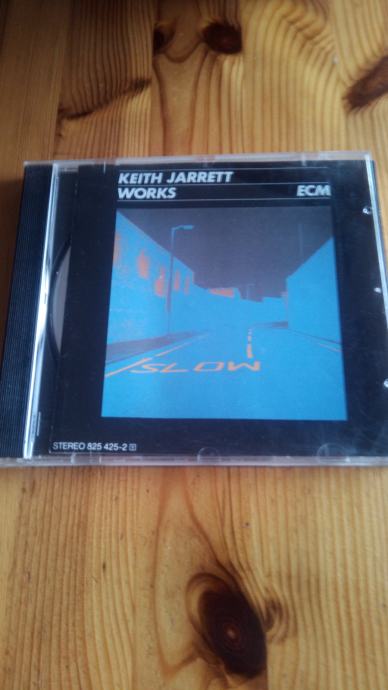 KEITH JARRETT
WORKS ECM
SLOW
STEREO 825 425-2